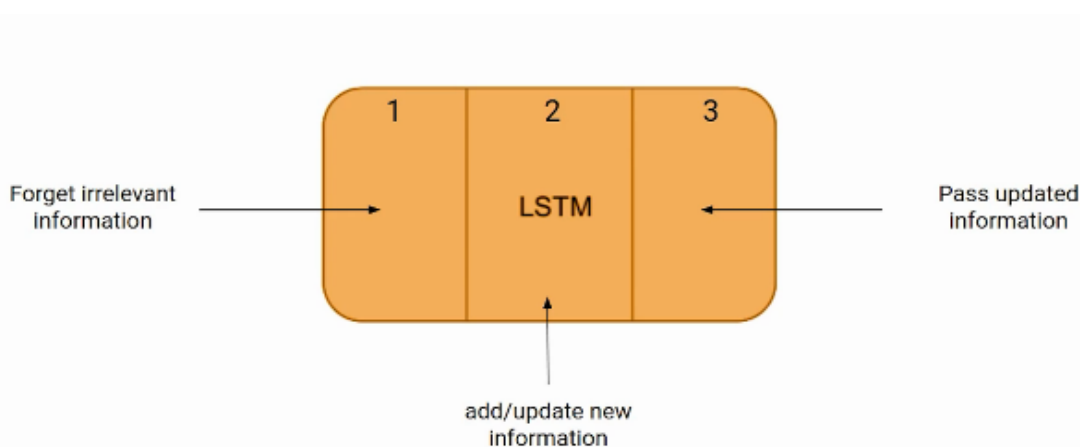 1
2
3
Forget irrelevant
information
LSTM
Pass updated
information
add/update new
information